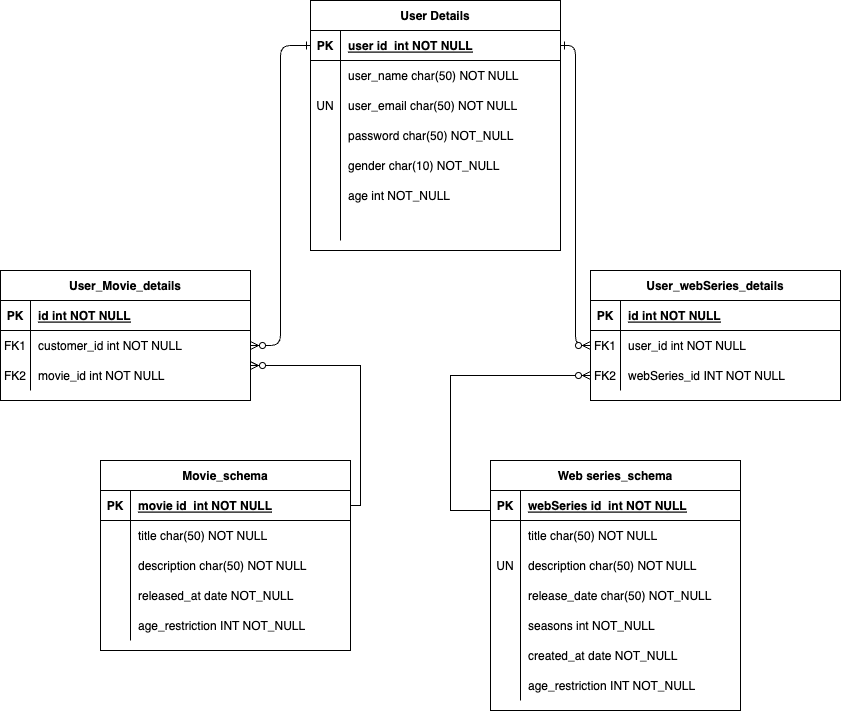 User Details
PK user id int NOT NULL
user_name char(50) NOT NULL
UN user_email char(50) NOT NULL
password char(50) NOT_NULL
gender char(10) NOT_NULL
age int NOT_NULL
User_Movie_details
PK id int NOT NULL
FK1 customer_id int NOT NULL
FK2 movie_id int NOT NULL
User_webSeries_details
PK id int NOT NULL
FK1 user_id int NOT NULL
FK2 webSeries_id INT NOT NULL
Movie_schema
PK movie id int NOT NULL
title char(50) NOT NULL
description char(50) NOT NULL
released_at date NOT_NULL
age_restriction INT NOT_NULL
Web series_schema
PK webSeries id int NOT NULL
title char(50) NOT NULL
UN description char(50) NOT NULL
release_date char(50) NOT_NULL
seasons int NOT_NULL
created_at date NOT_NULL
age_restriction INT NOT_NULL